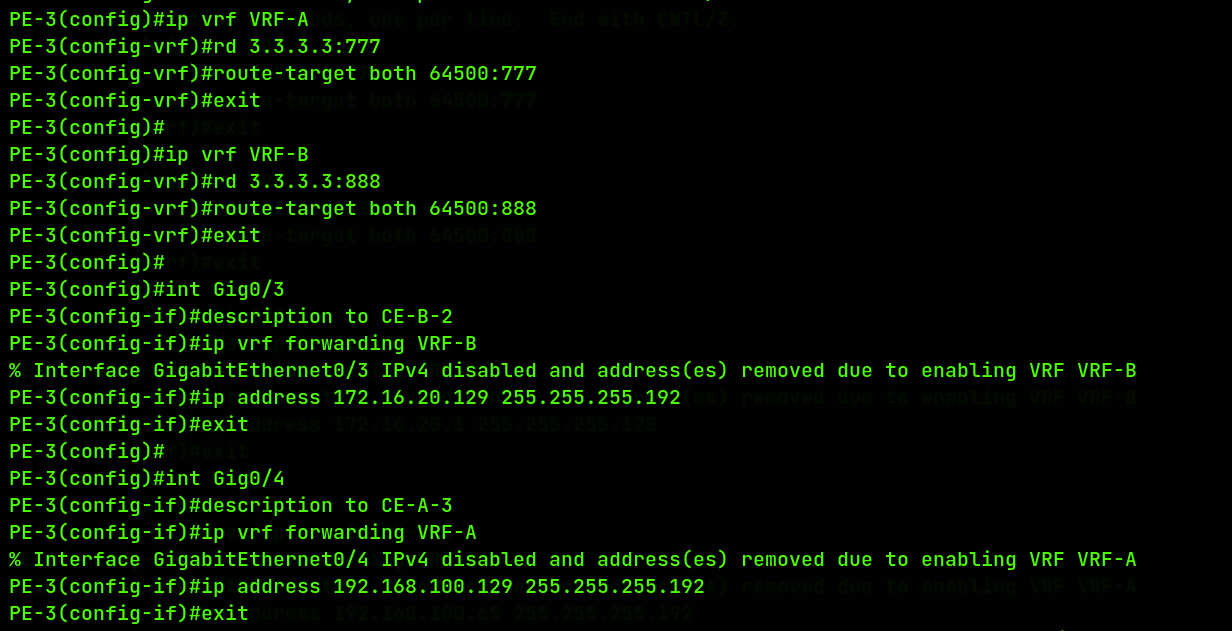 PE-3(config)#ip vrf VRF-A
PE-3(config-vrf)#rd 3.3.3.3:777
PE-3(config-vrf)#route-target both 64500:777
PE-3(config-vrf)#exit
PE-3(config)#
PE-3(config)#ip vrf VRF-B
PE-3(config-vrf)#rd 3.3.3.3:888
PE-3(config-vrf)#route-target both 64500:888
PE-3(config-vrf)#exit
PE-3(config)#
PE-3(config)#int Gig0/3
PE-3(config-if)#description to CE-B-2
PE-3(config-if)#ip vrf forwarding VRF-B
% Interface GigabitEthernet0/3 IPv4 disabled and address(es) removed due to enabling VRF VRF-B
PE-3(config-if)#ip address 172.16.20.129 255.255.255.192
PE-3(config-if)#exit
PE-3(config)#
PE-3(config)#int Gig0/4
PE-3(config-if)#description to CE-A-3
PE-3(config-if)#ip vrf forwarding VRF-A
% Interface GigabitEthernet0/4 IPv4 disabled and address(es) removed due to enabling VRF VRF-A
PE-3(config-if)#ip address 192.168.100.129 255.255.255.192
PE-3(config-if)#exit